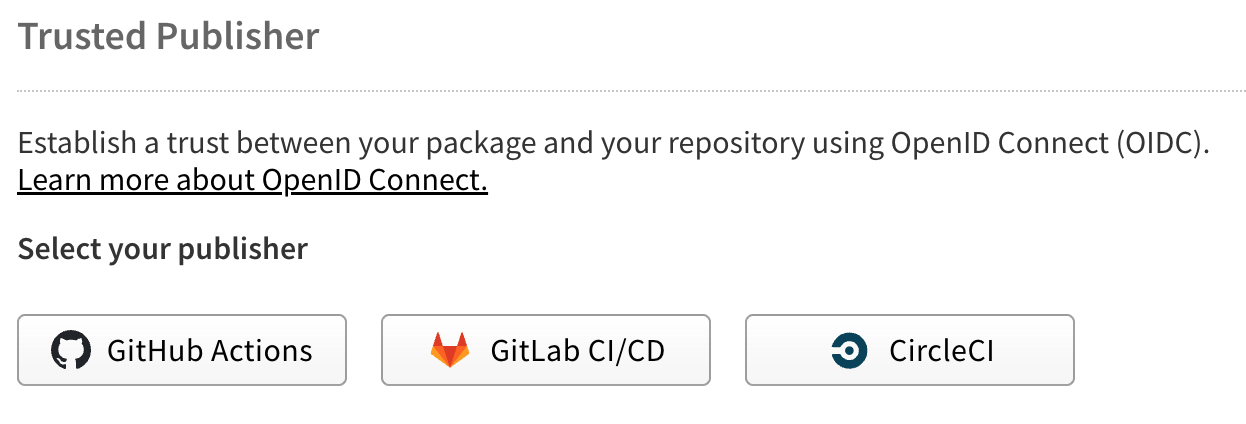 Trusted Publisher
Establish a trust between your package and your repository using OpenID Connect (OIDC).
Learn more about OpenID Connect.
Select your publisher
GitHub Actions
GitLab CI/CD
CircleCI